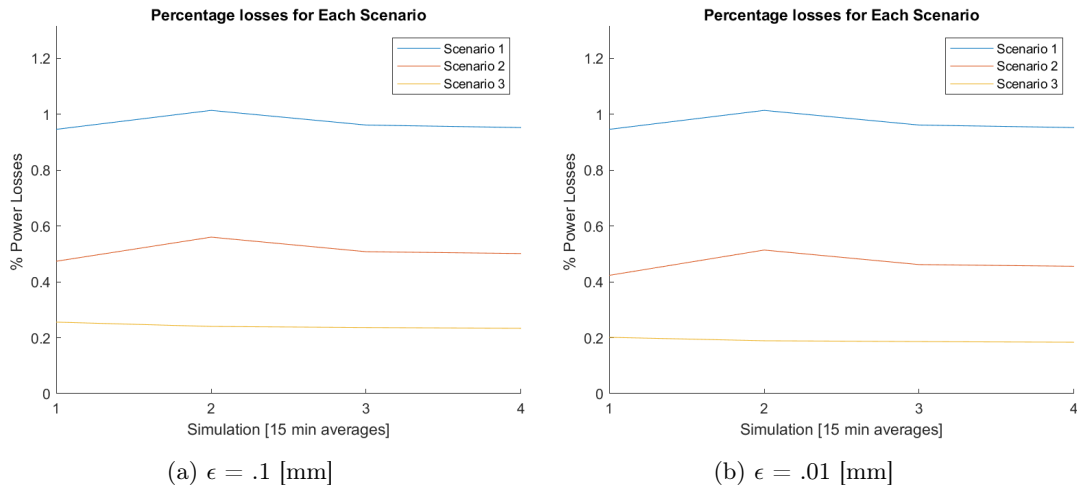 Percentage losses for Each Scenario
1.2
1
0.8
0.6
0.4
0.2
0
% Power Losses
Scenario 1
Scenario 2
Scenario 3
1 2 3 4
Simulation [15 min averages]
(a) ϵ = .1 [mm]
Percentage losses for Each Scenario
1.2
1
0.8
0.6
0.4
0.2
0
% Power Losses
Scenario 1
Scenario 2
Scenario 3
1 2 3 4
Simulation [15 min averages]
(b) ϵ = .01 [mm]